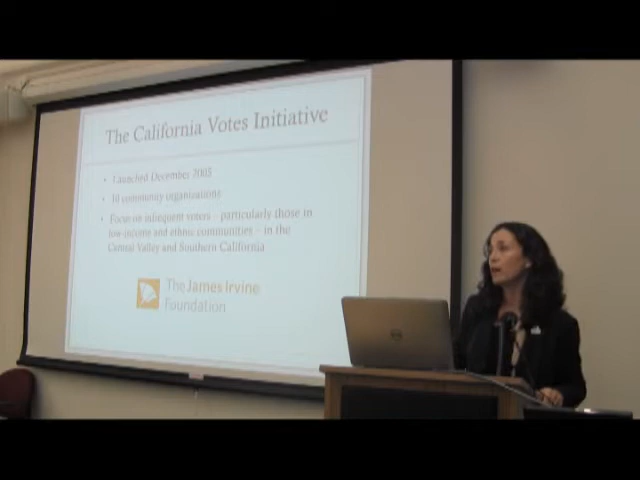 The California Votes Initiative
• Launched December 2005
• 10 community organizations
• Focus on infrequent voters – particularly those in
low-income and ethnic communities – in the
Central Valley and Southern California
The James Irvine
Foundation